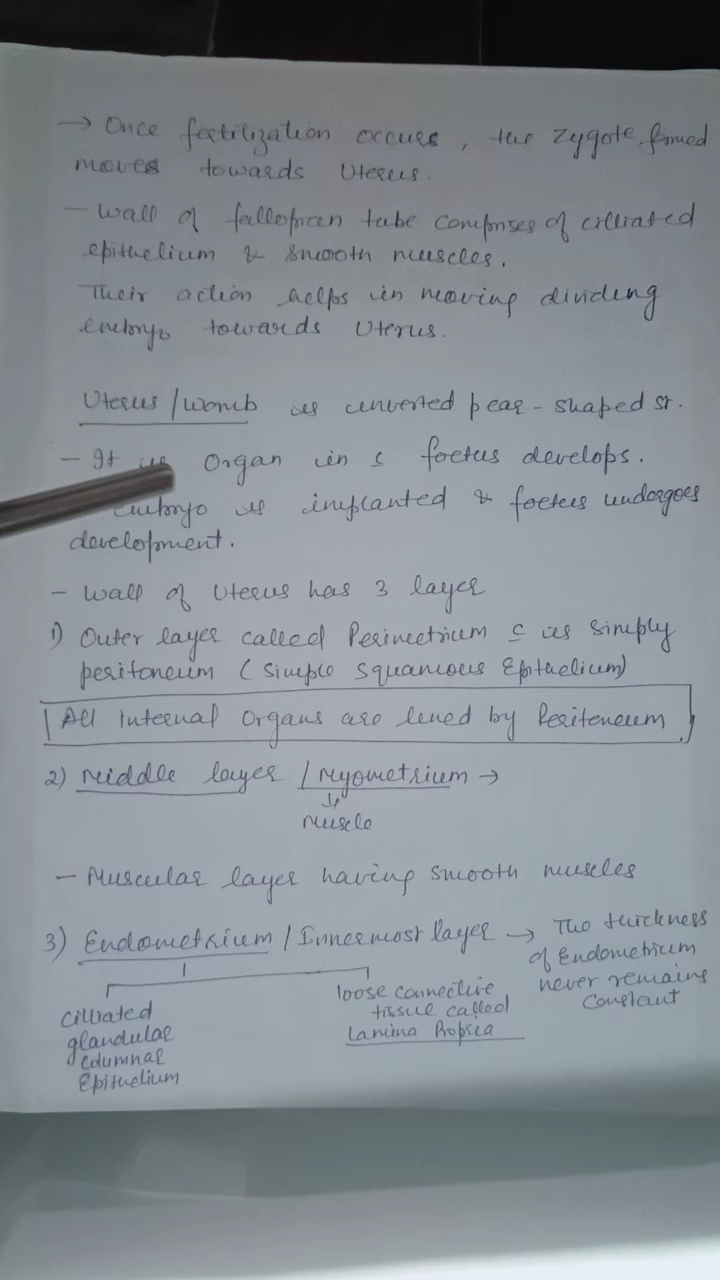 → Once fertilization occurs, the zygote formed
moves towards Uterus.
- Wall of fallopian tube comprises of cilliated
epithelium & smooth muscles.
Their action helps in moving dividing
embryo towards Uterus.
Uterus/womb is inverted pear-shaped st.
- It is Organ in c foetus develops.
embryo is implanted & foetus undergoes
development.
- Wall of Uterus has 3 layer
1) Outer layer called Perimetrium c is simply
peritoneum (simple squamous Epithelium)
All internal Organs are lined by Peritoneum
2) Middle layer / Myometrium →
↓
muscle
- Muscular layer having smooth muscles
3) Endometrium / Innermost layer → The thickness
of Endometrium
never remains
constant
cilliated
glandular
columnar
Epithelium
loose connective
tissue called
Lamina Propria